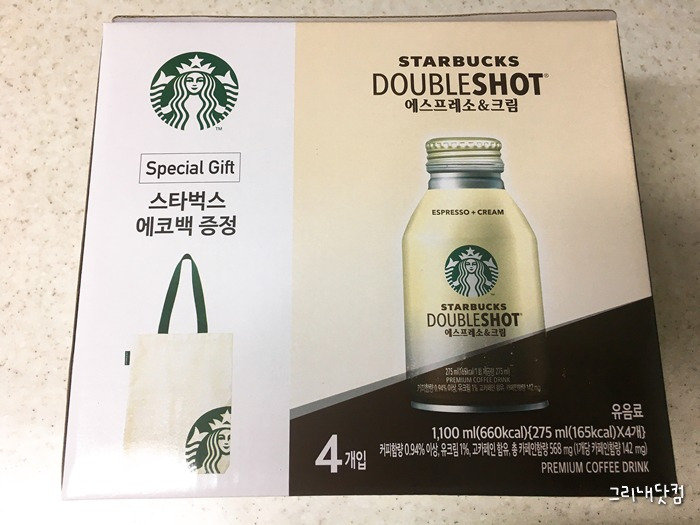 TM
Special Gift
스타벅스
에코백 증정
4개입
STARBUCKS
DOUBLESHOT®
에스프레소&크림
ESPRESSO + CREAM
STARBUCKS
DOUBLESHOT®
에스프레소&크림
PREMIUM COFFEE DRINK
유음료
1,100 ml(660kcal){275 ml(165kcal)X4개}
커피함량 0.94% 이상, 유크림 1%, 고카페인 함유, 총 카페인함량 568 mg (1개당 카페인함량 142 mg)
PREMIUM COFFEE DRINK
그리내닷컴